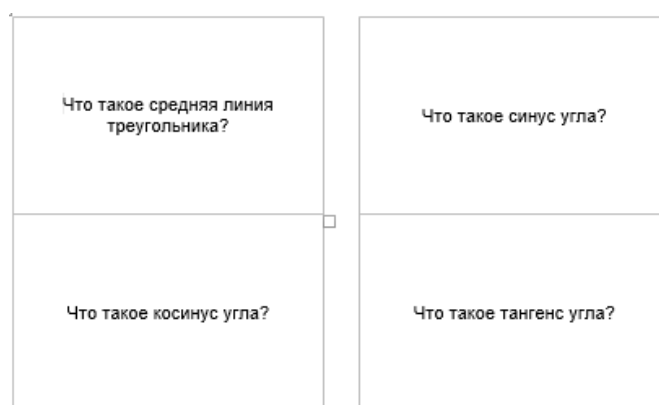 Что такое средняя линия
треугольника?
Что такое синус угла?
Что такое косинус угла?
Что такое тангенс угла?